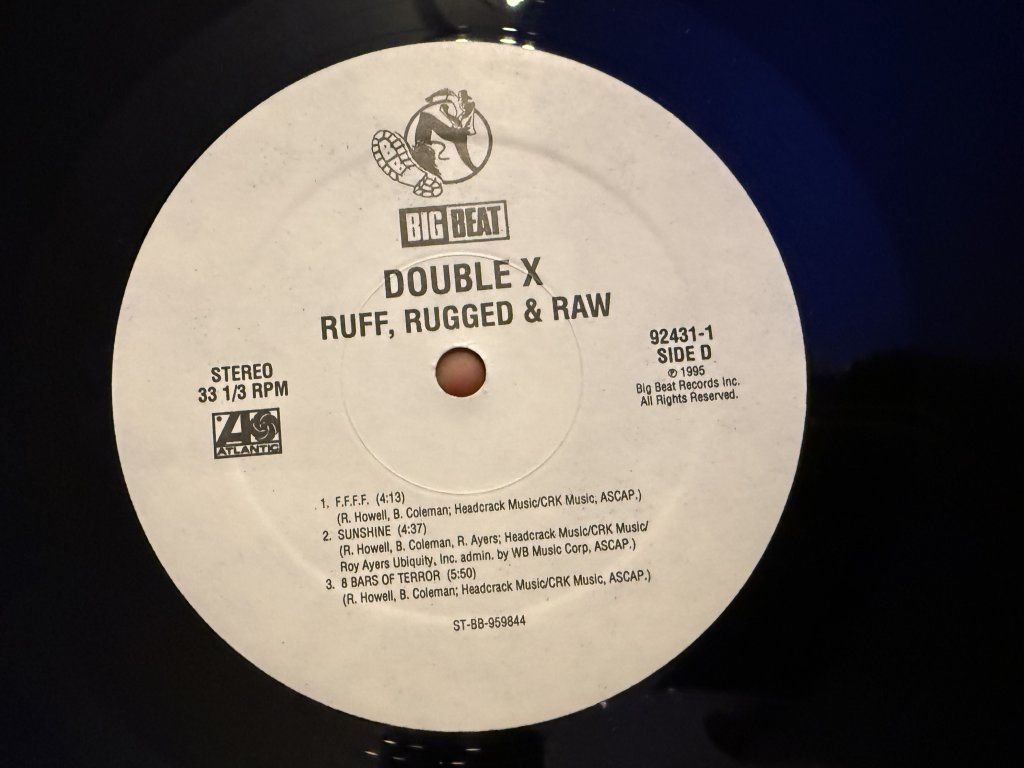 BIG BEAT
DOUBLE X
RUFF, RUGGED & RAW
STEREO
33 1/3 RPM
ATLANTIC
92431-1
SIDE D
℗ 1995
Big Beat Records Inc.
All Rights Reserved.
1. F.F.F.F. (4:13)
(R. Howell, B. Coleman; Headcrack Music/CRK Music, ASCAP.)
2. SUNSHINE (4:37)
(R. Howell, B. Coleman, R. Ayers; Headcrack Music/CRK Music/
Roy Ayers Ubiquity, Inc. admin. by WB Music Corp, ASCAP.)
3. 8 BARS OF TERROR (5:50)
(R. Howell, B. Coleman; Headcrack Music/CRK Music, ASCAP.)
ST-BB-959844